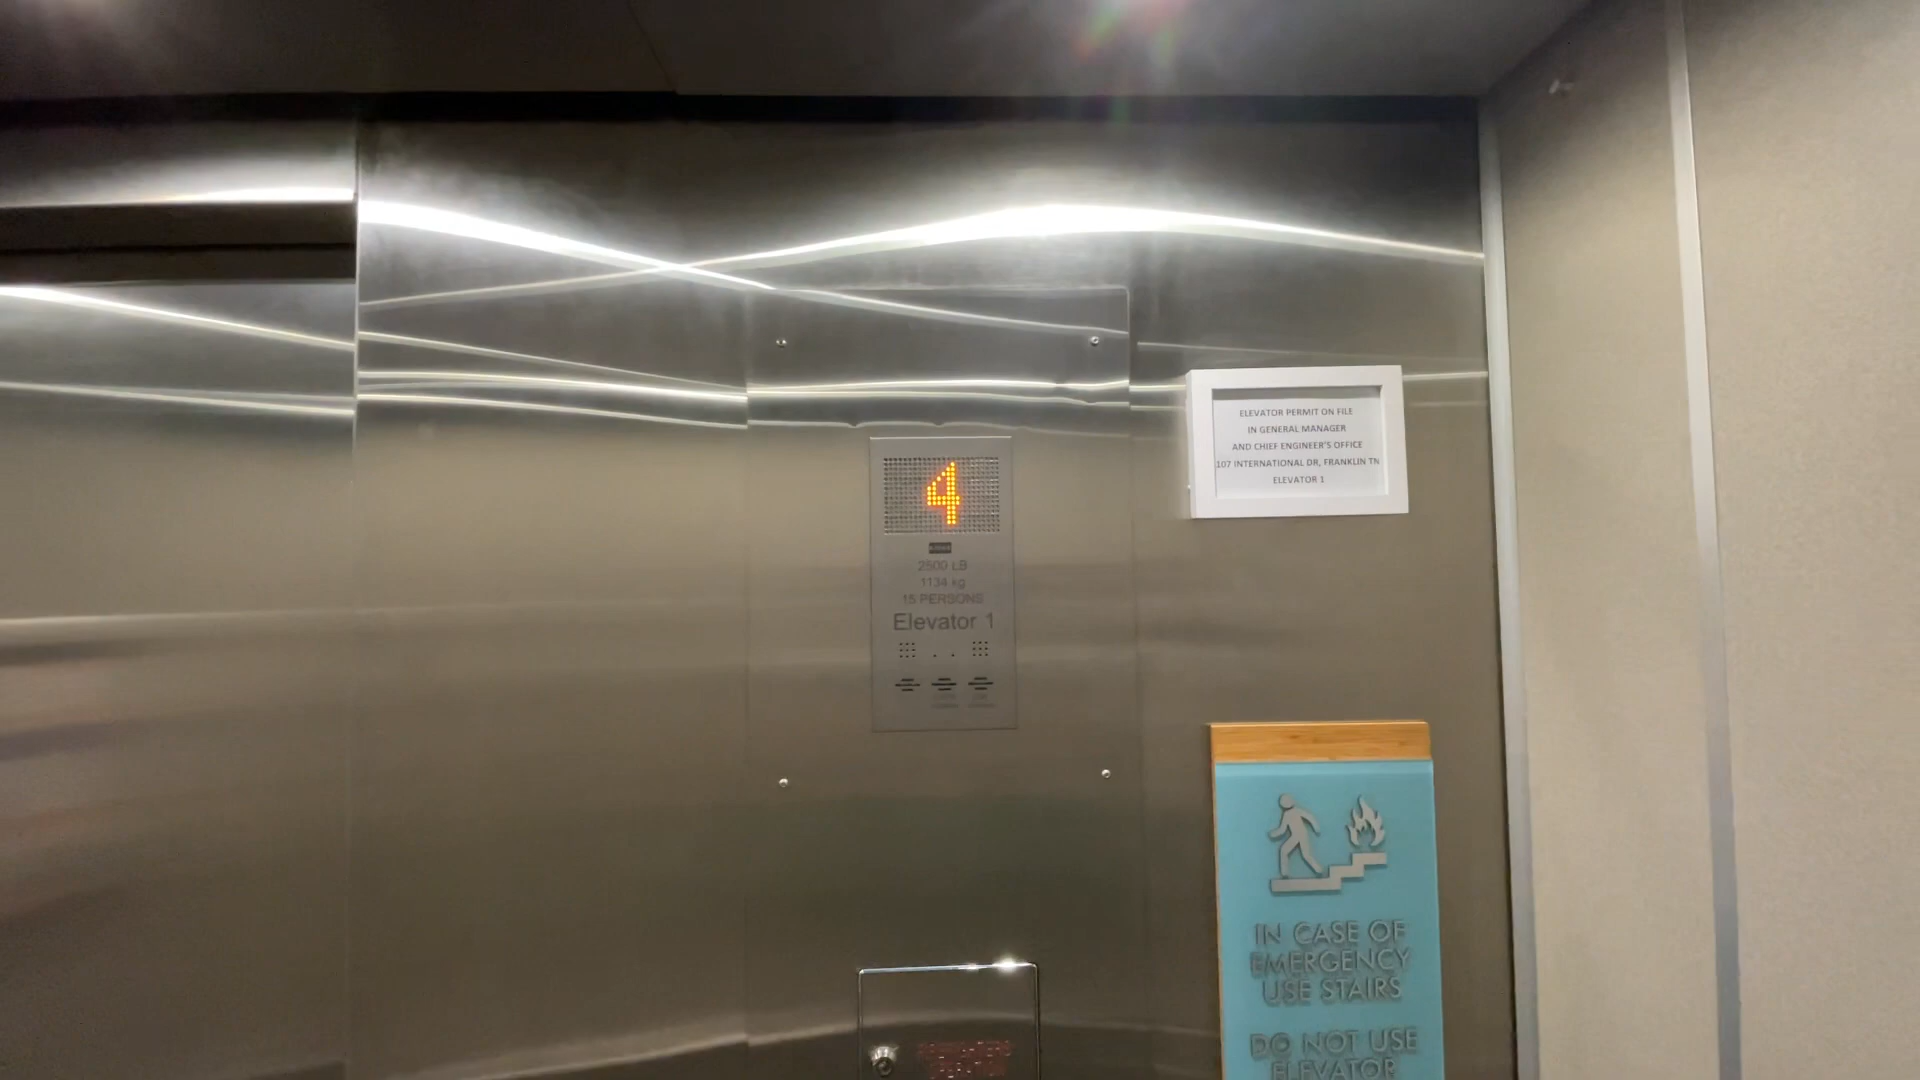 4
2500 LB
1134 kg
15 PERSONS
Elevator 1
ELEVATOR PERMIT ON FILE
IN GENERAL MANAGER
AND CHIEF ENGINEER'S OFFICE
107 INTERNATIONAL DR, FRANKLIN TN
ELEVATOR 1
IN CASE OF
EMERGENCY
USE STAIRS
DO NOT USE
ELEVATOR